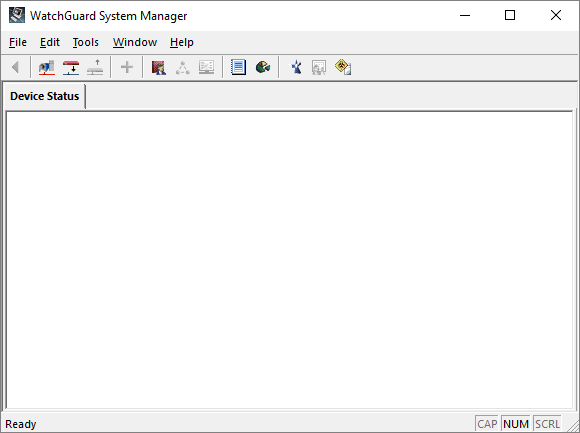 WatchGuard System Manager
File Edit Tools Window Help
Device Status
Ready CAP NUM SCRL